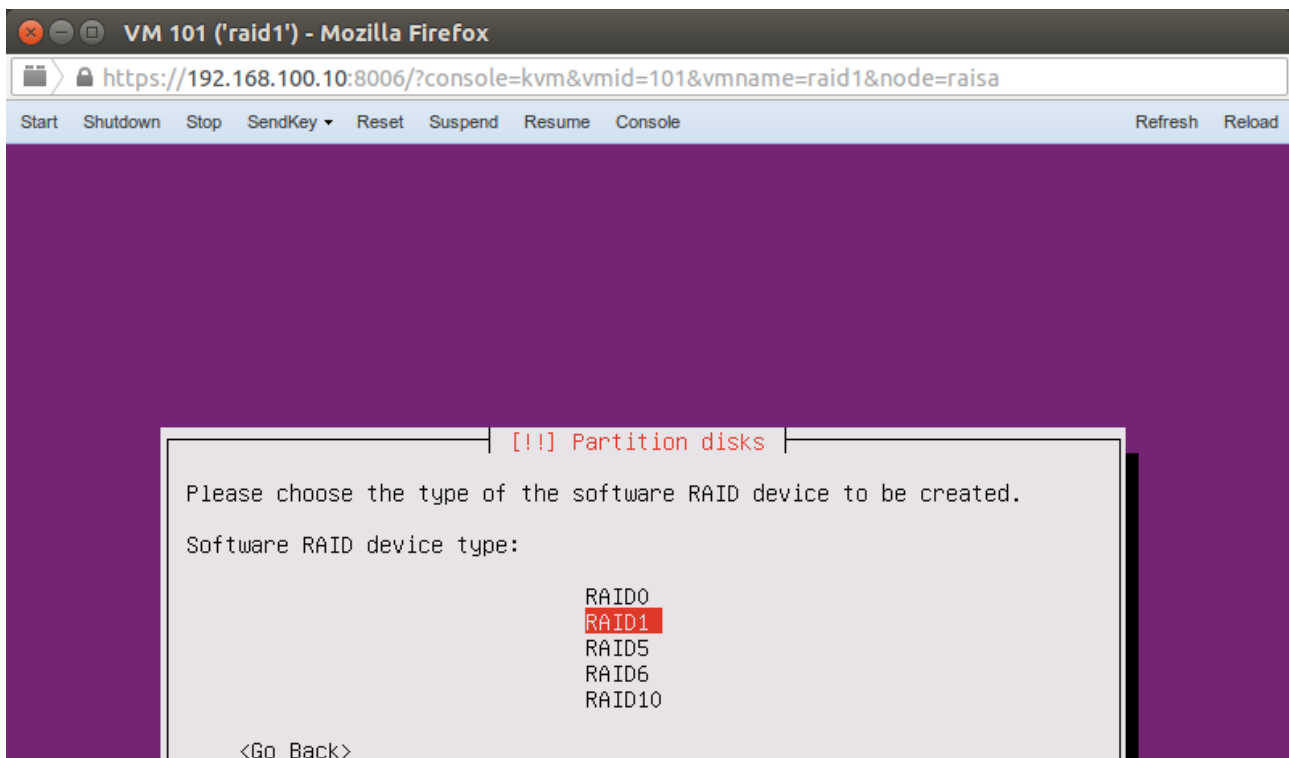 VM 101 ('raid1') - Mozilla Firefox
https://192.168.100.10:8006/?console=kvm&vmid=101&vmname=raid1&node=raisa
Start Shutdown Stop SendKey Reset Suspend Resume Console Refresh Reload
[!!] Partition disks
Please choose the type of the software RAID device to be created.
Software RAID device type:
RAID0
RAID1
RAID5
RAID6
RAID10
<Go Back>